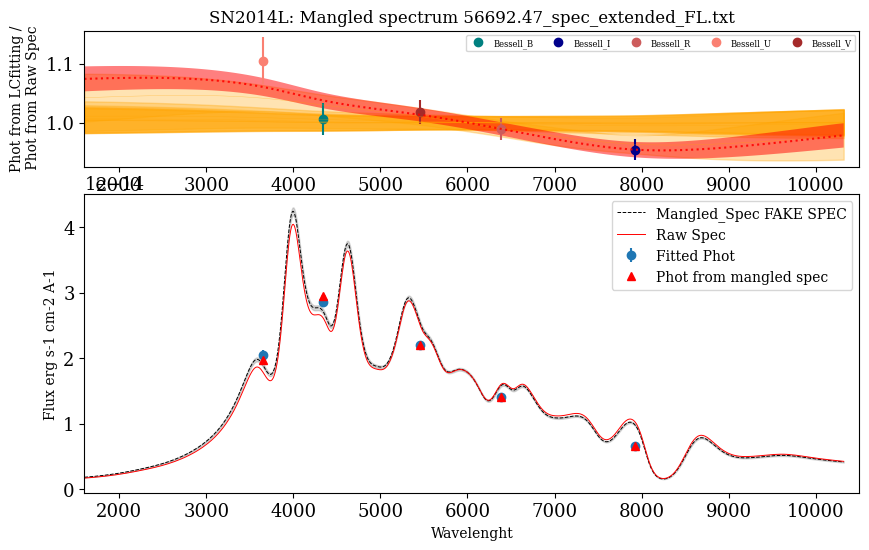 SN2014L: Mangled spectrum 56692.47_spec_extended_FL.txt
Phot from LCfitting /
Phot from Raw Spec
1.1
1.0
Bessell_B
Bessell_I
Bessell_R
Bessell_U
Bessell_V
2000 3000 4000 5000 6000 7000 8000 9000 10000
1e−14
Flux erg s-1 cm-2 A-1
4
3
2
1
0
Mangled_Spec FAKE SPEC
Raw Spec
Fitted Phot
Phot from mangled spec
2000 3000 4000 5000 6000 7000 8000 9000 10000
Wavelenght